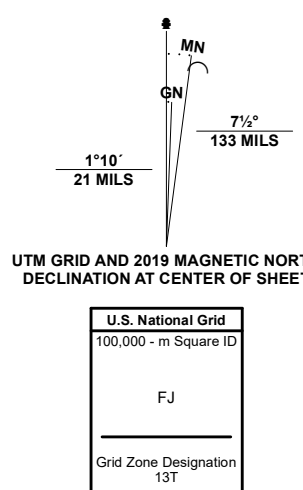 MN
GN
7½°
133 MILS
1°10´
21 MILS
UTM GRID AND 2019 MAGNETIC NORT
DECLINATION AT CENTER OF SHEET
U.S. National Grid
100,000 - m Square ID
FJ
Grid Zone Designation
13T